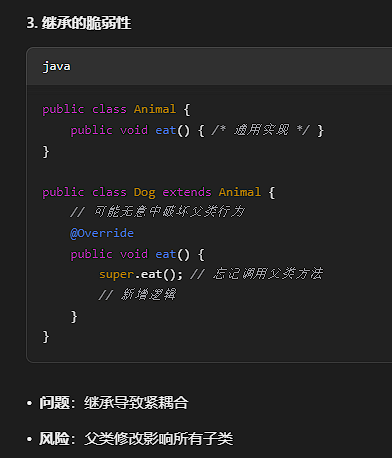 3. 继承的脆弱性
java
public class Animal {
    public void eat() { /* 通用实现 */ }
}
public class Dog extends Animal {
    // 可能无意中破坏父类行为
    @Override
    public void eat() {
        super.eat(); // 忘记调用父类方法
        // 新增逻辑
    }
}
• 问题：继承导致紧耦合
• 风险：父类修改影响所有子类